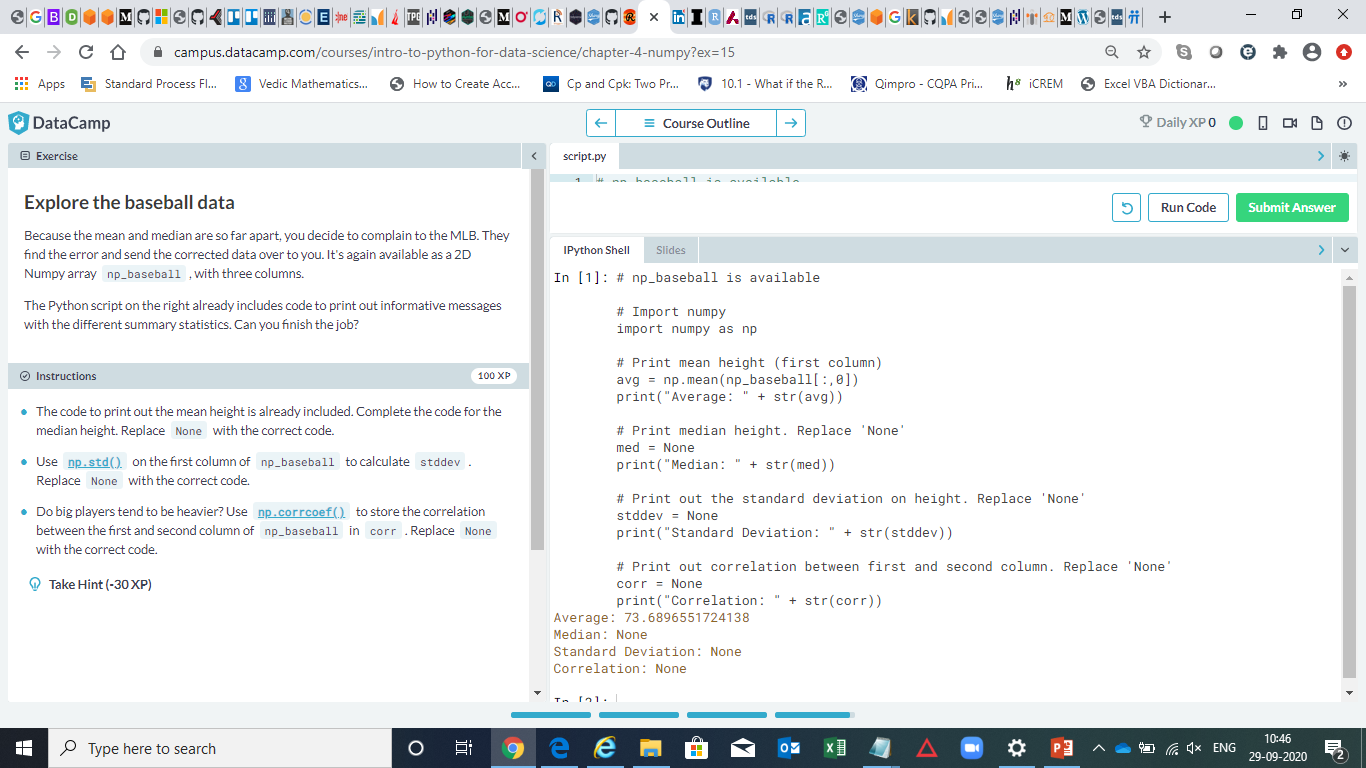 campus.datacamp.com/courses/intro-to-python-for-data-science/chapter-4-numpy?ex=15
Apps Standard Process Fl... Vedic Mathematics... How to Create Acc... Cp and Cpk: Two Pr... 10.1 - What if the R... Qimpro - CQPA Pri... iCREM Excel VBA Dictionar... »
DataCamp
Course Outline
Daily XP 0
Exercise
Explore the baseball data
Because the mean and median are so far apart, you decide to complain to the MLB. They
find the error and send the corrected data over to you. It's again available as a 2D
Numpy array np_baseball , with three columns.
The Python script on the right already includes code to print out informative messages
with the different summary statistics. Can you finish the job?
Instructions
100 XP
The code to print out the mean height is already included. Complete the code for the
median height. Replace None with the correct code.
Use np.std() on the first column of np_baseball to calculate stddev .
Replace None with the correct code.
Do big players tend to be heavier? Use np.corrcoef() to store the correlation
between the first and second column of np_baseball in corr . Replace None
with the correct code.
Take Hint (-30 XP)
script.py
1 # np_baseball is available
Run Code
Submit Answer
IPython Shell Slides
In [1]: # np_baseball is available
# Import numpy
import numpy as np
# Print mean height (first column)
avg = np.mean(np_baseball[:,0])
print("Average: " + str(avg))
# Print median height. Replace 'None'
med = None
print("Median: " + str(med))
# Print out the standard deviation on height. Replace 'None'
stddev = None
print("Standard Deviation: " + str(stddev))
# Print out correlation between first and second column. Replace 'None'
corr = None
print("Correlation: " + str(corr))
Average: 73.6896551724138
Median: None
Standard Deviation: None
Correlation: None
In [2]:
Type here to search
ENG
10:46
29-09-2020
2